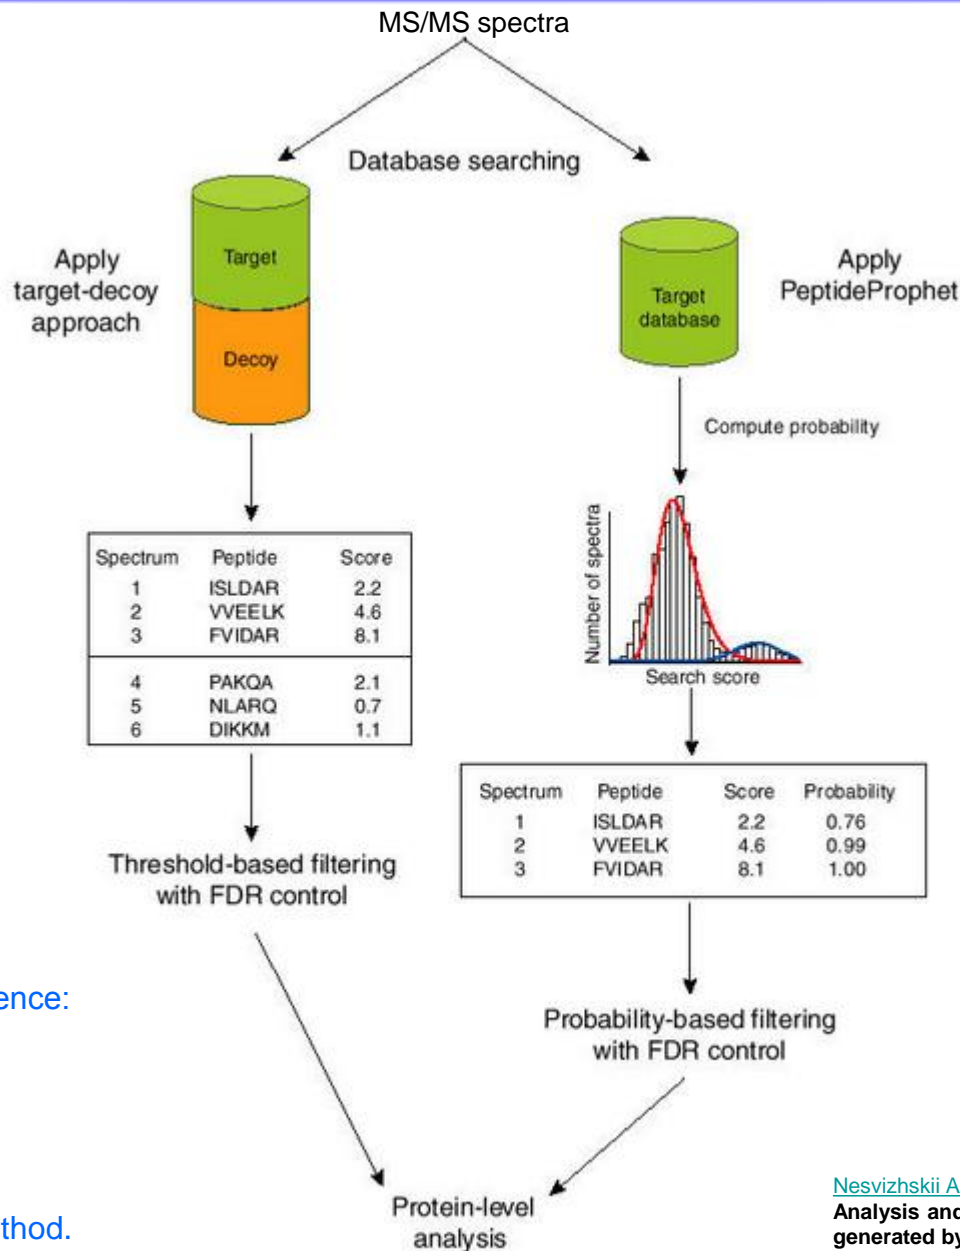 MS/MS spectra
Database searching
Apply
target-decoy
approach
Target
Decoy
Target
database
Apply
PeptideProphet
Compute probability
Number of spectra
Search score
Spectrum Peptide Score
1 ISLDAR 2.2
2 VVEELK 4.6
3 FVIDAR 8.1
4 PAKQA 2.1
5 NLARQ 0.7
6 DIKKM 1.1
Spectrum Peptide Score Probability
1 ISLDAR 2.2 0.76
2 VVEELK 4.6 0.99
3 FVIDAR 8.1 1.00
Threshold-based filtering
with FDR control
ence:
Probability-based filtering
with FDR control
Protein-level
analysis
thod.
Nesvizhskii A
Analysis and
generated by